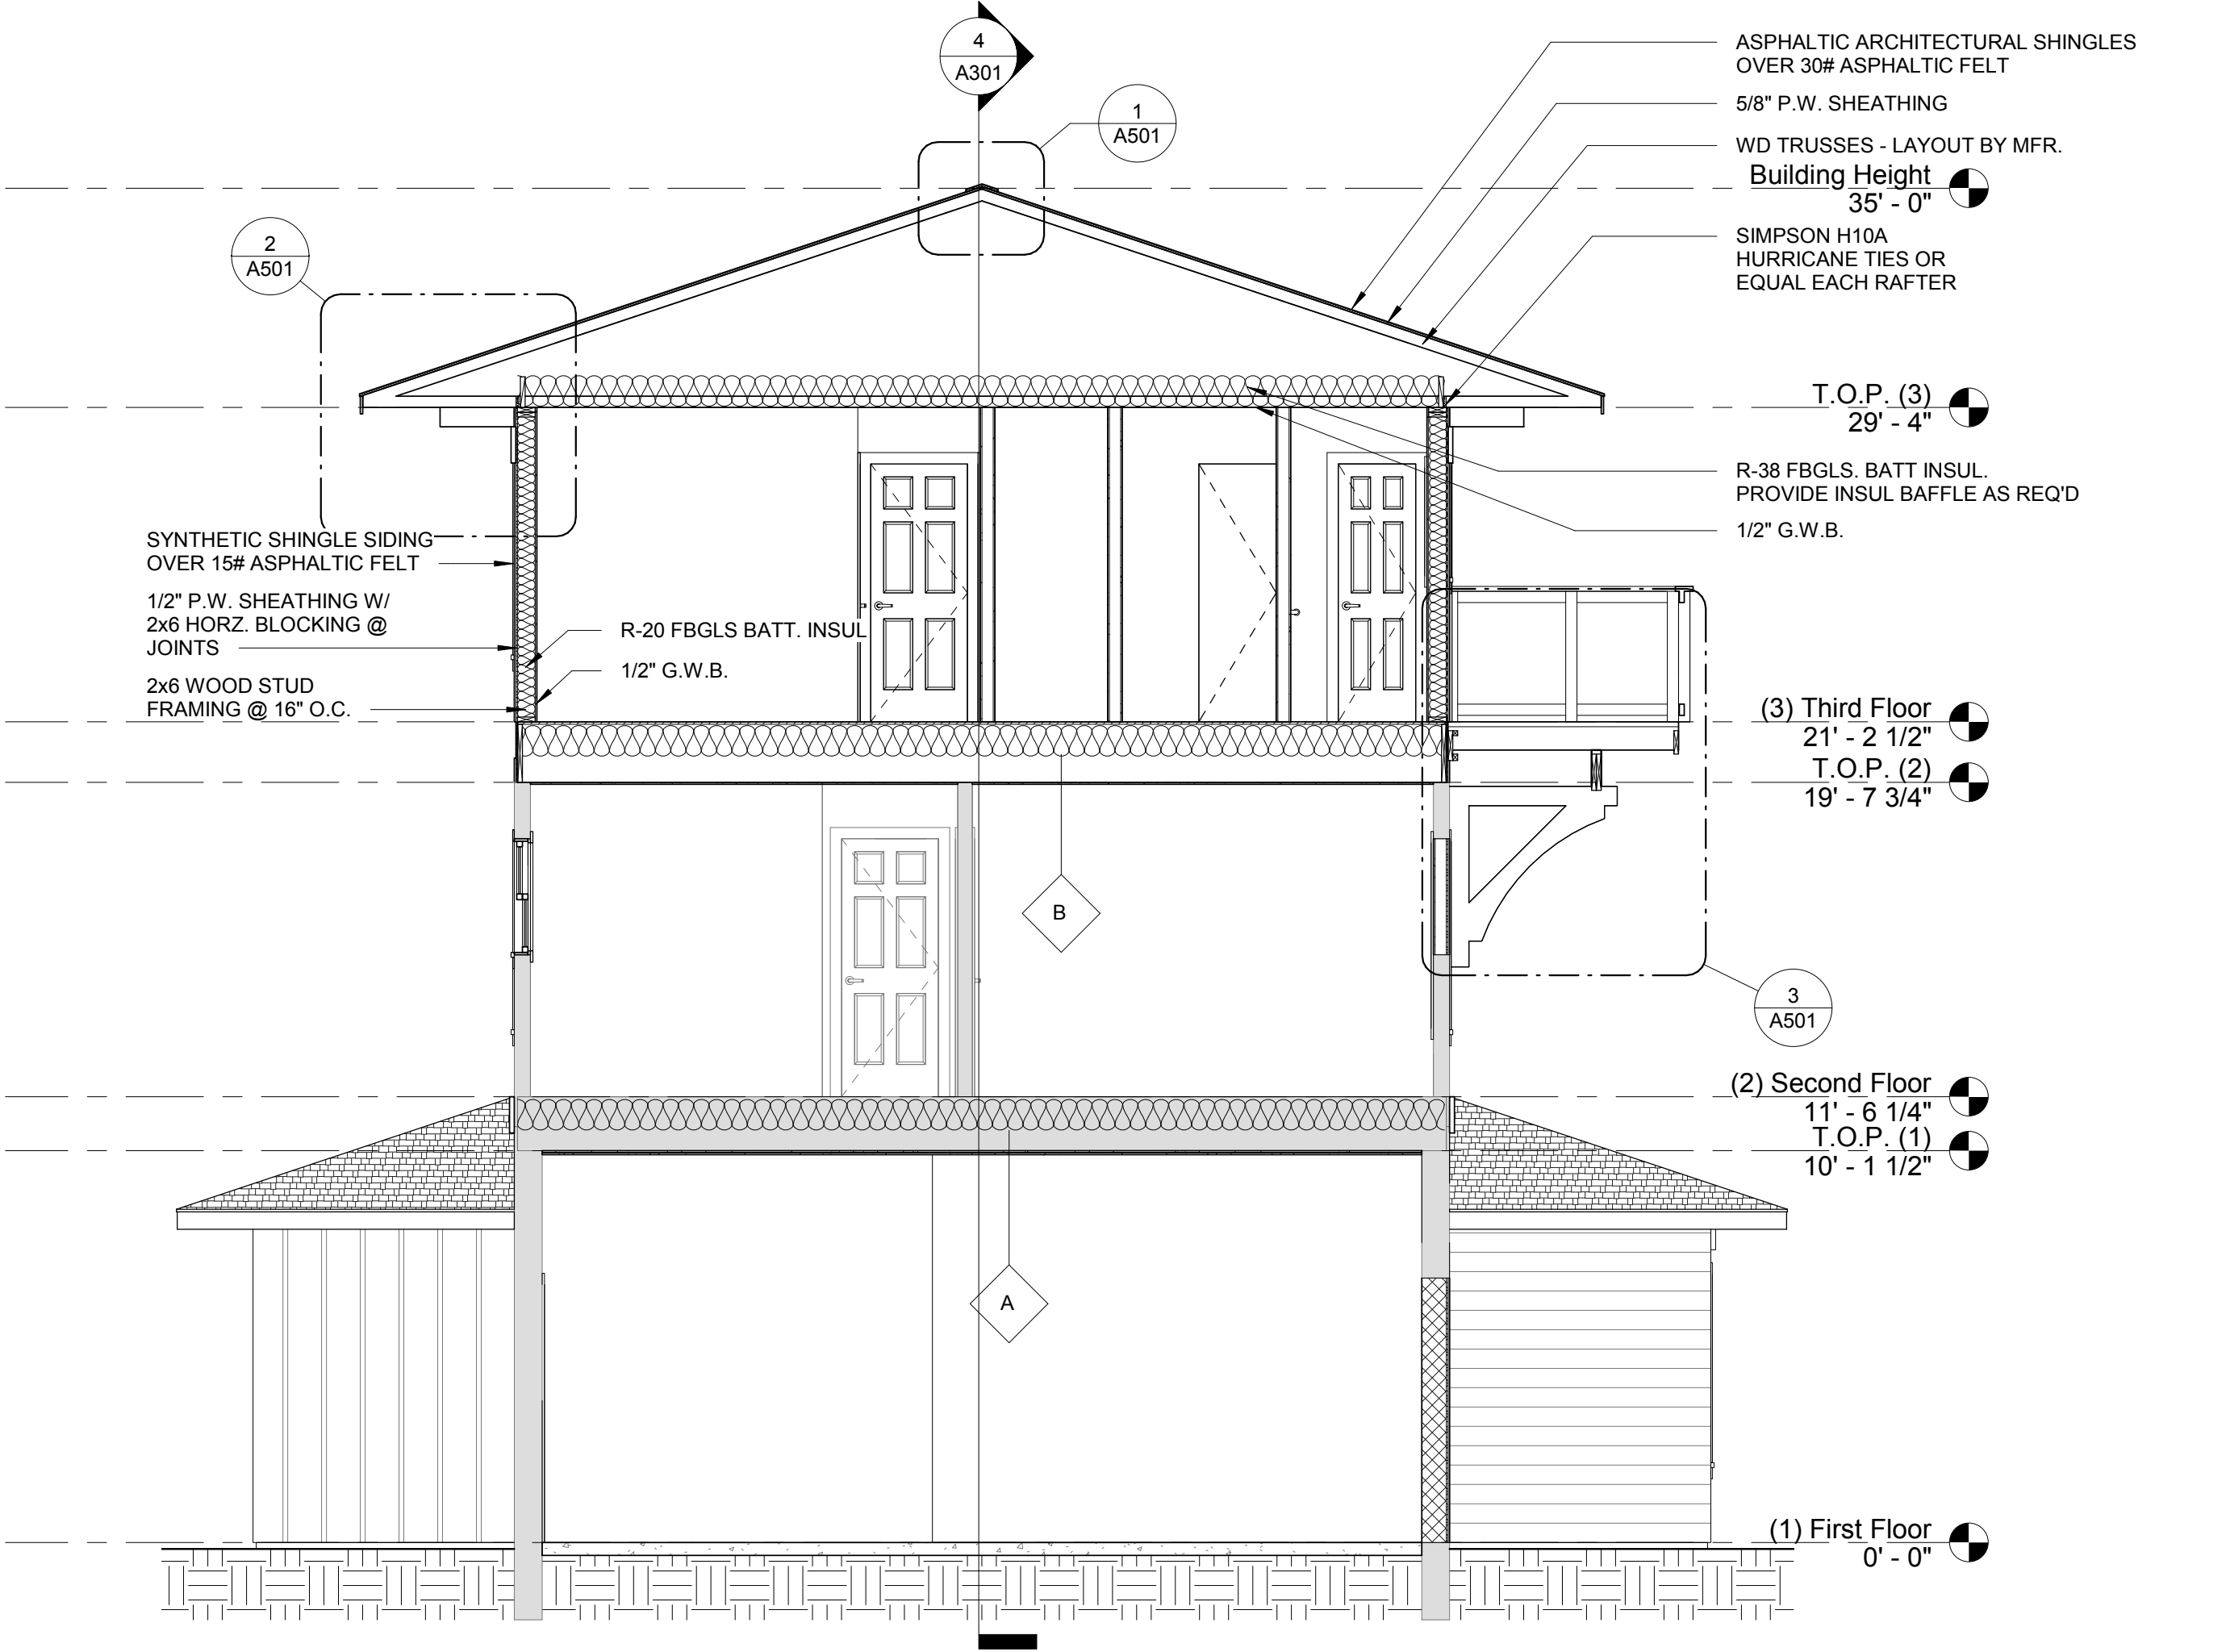 4
A301
1
A501
2
A501
ASPHALTIC ARCHITECTURAL SHINGLES
OVER 30# ASPHALTIC FELT
5/8" P.W. SHEATHING
WD TRUSSES - LAYOUT BY MFR.
Building Height
35' - 0"
SIMPSON H10A
HURRICANE TIES OR
EQUAL EACH RAFTER
T.O.P. (3)
29' - 4"
R-38 FBGLS. BATT INSUL.
PROVIDE INSUL BAFFLE AS REQ'D
1/2" G.W.B.
SYNTHETIC SHINGLE SIDING
OVER 15# ASPHALTIC FELT
1/2" P.W. SHEATHING W/
2x6 HORZ. BLOCKING @
JOINTS
2x6 WOOD STUD
FRAMING @ 16" O.C.
R-20 FBGLS BATT. INSUL
1/2" G.W.B.
(3) Third Floor
21' - 2 1/2"
T.O.P. (2)
19' - 7 3/4"
B
3
A501
(2) Second Floor
11' - 6 1/4"
T.O.P. (1)
10' - 1 1/2"
A
(1) First Floor
0' - 0"